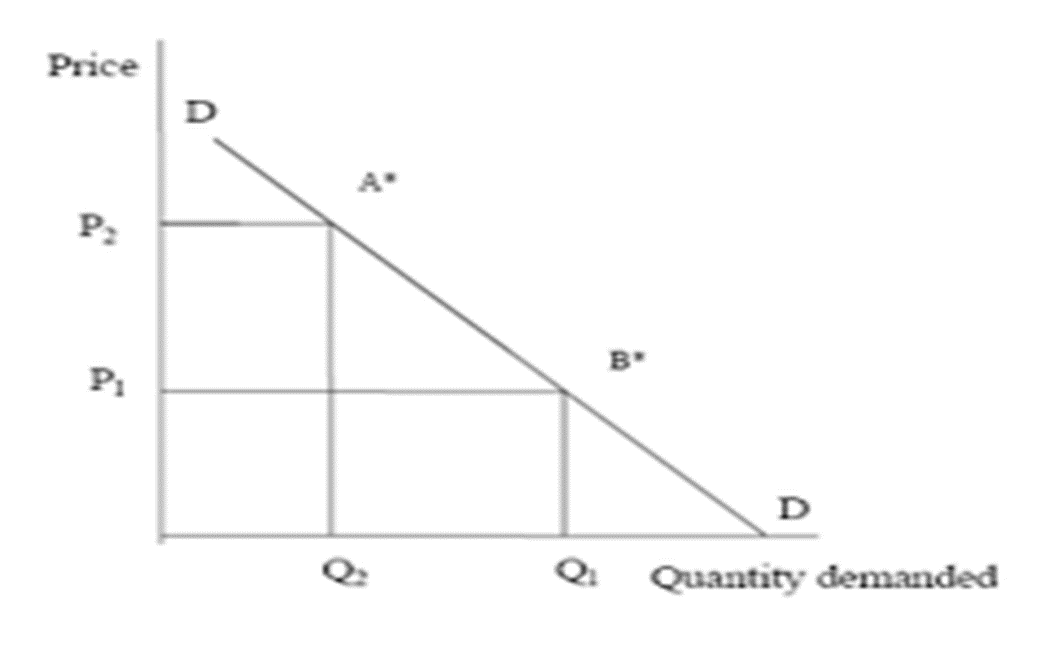 Price
D
A*
P₂
B*
P₁
D
Q₂
Q₁
Quantity demanded